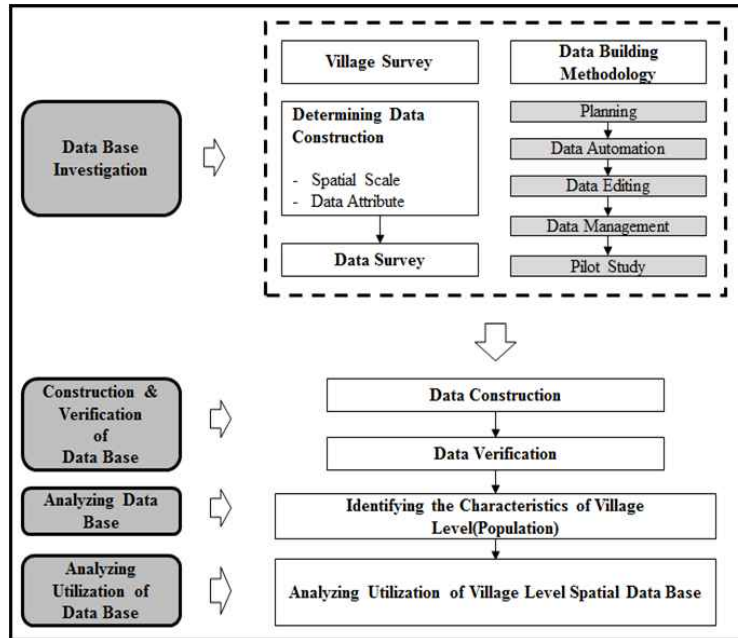 Data Base
Investigation
Village Survey
Determining Data
Construction
- Spatial Scale
- Data Attribute
Data Survey
Data Building
Methodology
Planning
Data Automation
Data Editing
Data Management
Pilot Study
Construction &
Verification
of
Data Base
Data Construction
Data Verification
Analyzing Data
Base
Identifying the Characteristics of Village
Level(Population)
Analyzing
Utilization of
Data Base
Analyzing Utilization of Village Level Spatial Data Base